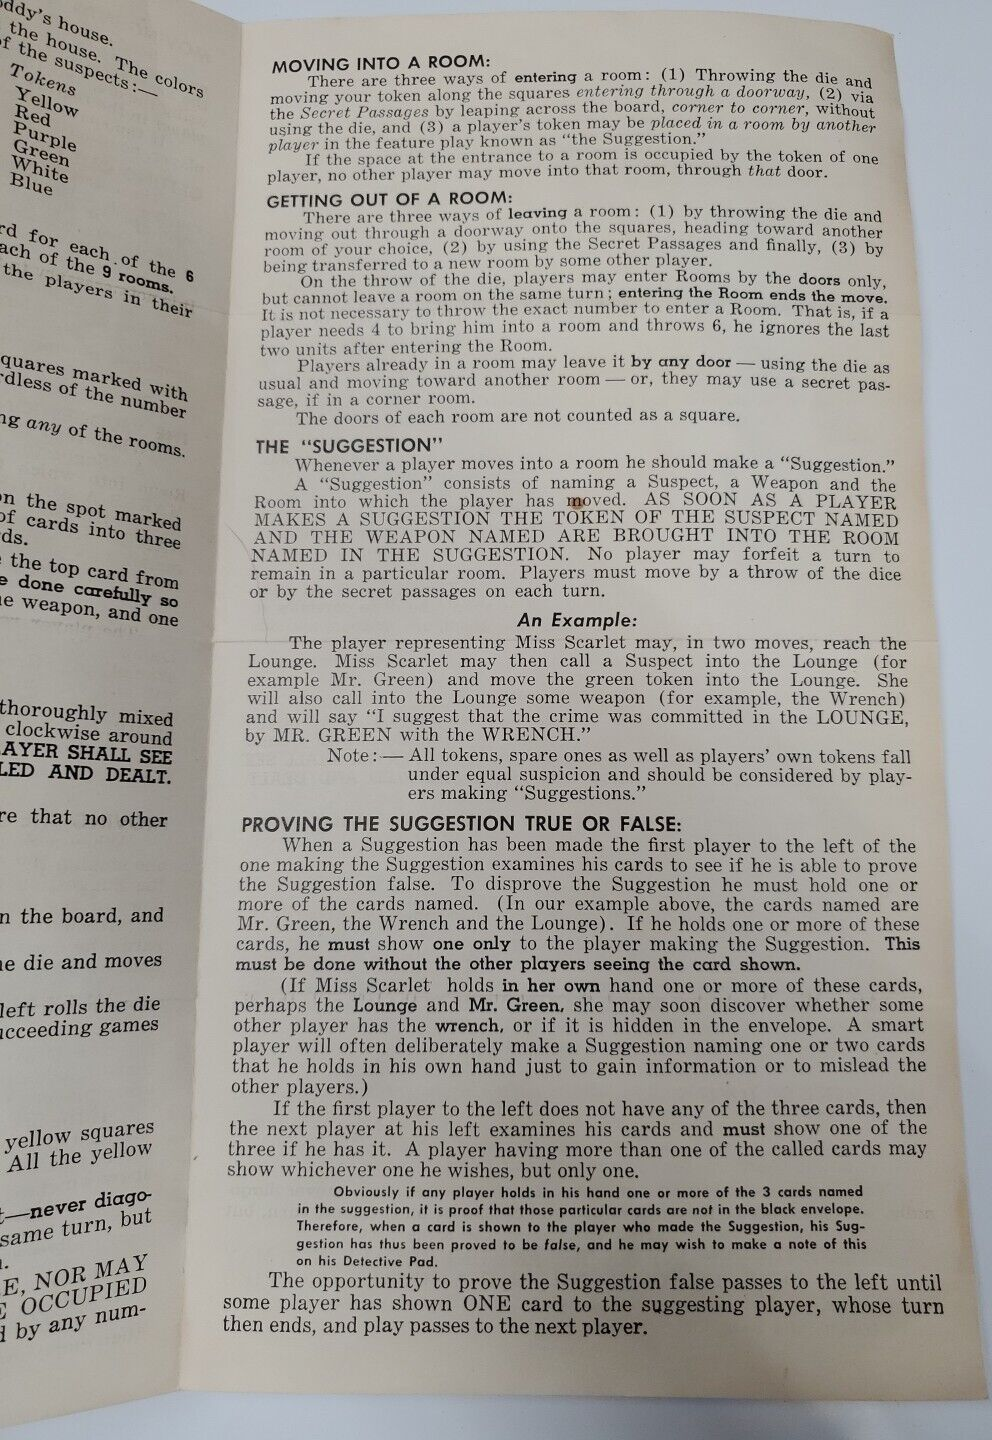 ddy's house.
the house. The colors
of the suspects:—
Tokens
Yellow
Red
Purple
Green
White
Blue
rd for each of the 6
ach of the 9 rooms.
the players in their
quares marked with
rdless of the number
ng any of the rooms.
on the spot marked
of cards into three
ds.
the top card from
e done carefully so
e weapon, and one
thoroughly mixed
clockwise around
AYER SHALL SEE
LED AND DEALT.
re that no other
n the board, and
e die and moves
left rolls the die
ucceeding games
yellow squares
All the yellow
t—never diago-
same turn, but
E, NOR MAY
E OCCUPIED
d by any num-
MOVING INTO A ROOM:
There are three ways of entering a room: (1) Throwing the die and
moving your token along the squares entering through a doorway, (2) via
the Secret Passages by leaping across the board, corner to corner, without
using the die, and (3) a player's token may be placed in a room by another
player in the feature play known as "the Suggestion."
If the space at the entrance to a room is occupied by the token of one
player, no other player may move into that room, through that door.
GETTING OUT OF A ROOM:
There are three ways of leaving a room: (1) by throwing the die and
moving out through a doorway onto the squares, heading toward another
room of your choice, (2) by using the Secret Passages and finally, (3) by
being transferred to a new room by some other player.
On the throw of the die, players may enter Rooms by the doors only,
but cannot leave a room on the same turn; entering the Room ends the move.
It is not necessary to throw the exact number to enter a Room. That is, if a
player needs 4 to bring him into a room and throws 6, he ignores the last
two units after entering the Room.
Players already in a room may leave it by any door — using the die as
usual and moving toward another room — or, they may use a secret pas-
sage, if in a corner room.
The doors of each room are not counted as a square.
THE "SUGGESTION"
Whenever a player moves into a room he should make a "Suggestion."
A "Suggestion" consists of naming a Suspect, a Weapon and the
Room into which the player has moved. AS SOON AS A PLAYER
MAKES A SUGGESTION THE TOKEN OF THE SUSPECT NAMED
AND THE WEAPON NAMED ARE BROUGHT INTO THE ROOM
NAMED IN THE SUGGESTION. No player may forfeit a turn to
remain in a particular room. Players must move by a throw of the dice
or by the secret passages on each turn.
An Example:
The player representing Miss Scarlet may, in two moves, reach the
Lounge. Miss Scarlet may then call a Suspect into the Lounge (for
example Mr. Green) and move the green token into the Lounge. She
will also call into the Lounge some weapon (for example, the Wrench)
and will say "I suggest that the crime was committed in the LOUNGE,
by MR. GREEN with the WRENCH."
Note:— All tokens, spare ones as well as players' own tokens fall
under equal suspicion and should be considered by play-
ers making "Suggestions."
PROVING THE SUGGESTION TRUE OR FALSE:
When a Suggestion has been made the first player to the left of the
one making the Suggestion examines his cards to see if he is able to prove
the Suggestion false. To disprove the Suggestion he must hold one or
more of the cards named. (In our example above, the cards named are
Mr. Green, the Wrench and the Lounge). If he holds one or more of these
cards, he must show one only to the player making the Suggestion. This
must be done without the other players seeing the card shown.
(If Miss Scarlet holds in her own hand one or more of these cards,
perhaps the Lounge and Mr. Green, she may soon discover whether some
other player has the wrench, or if it is hidden in the envelope. A smart
player will often deliberately make a Suggestion naming one or two cards
that he holds in his own hand just to gain information or to mislead the
other players.)
If the first player to the left does not have any of the three cards, then
the next player at his left examines his cards and must show one of the
three if he has it. A player having more than one of the called cards may
show whichever one he wishes, but only one.
Obviously if any player holds in his hand one or more of the 3 cards named
in the suggestion, it is proof that those particular cards are not in the black envelope.
Therefore, when a card is shown to the player who made the Suggestion, his Sug-
gestion has thus been proved to be false, and he may wish to make a note of this
on his Detective Pad.
The opportunity to prove the Suggestion false passes to the left until
some player has shown ONE card to the suggesting player, whose turn
then ends, and play passes to the next player.